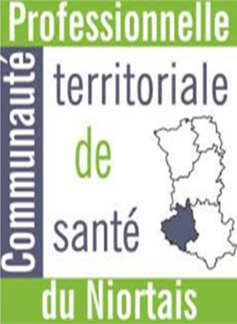 Communauté
Professionnelle
territoriale
de
santé
du Niortais